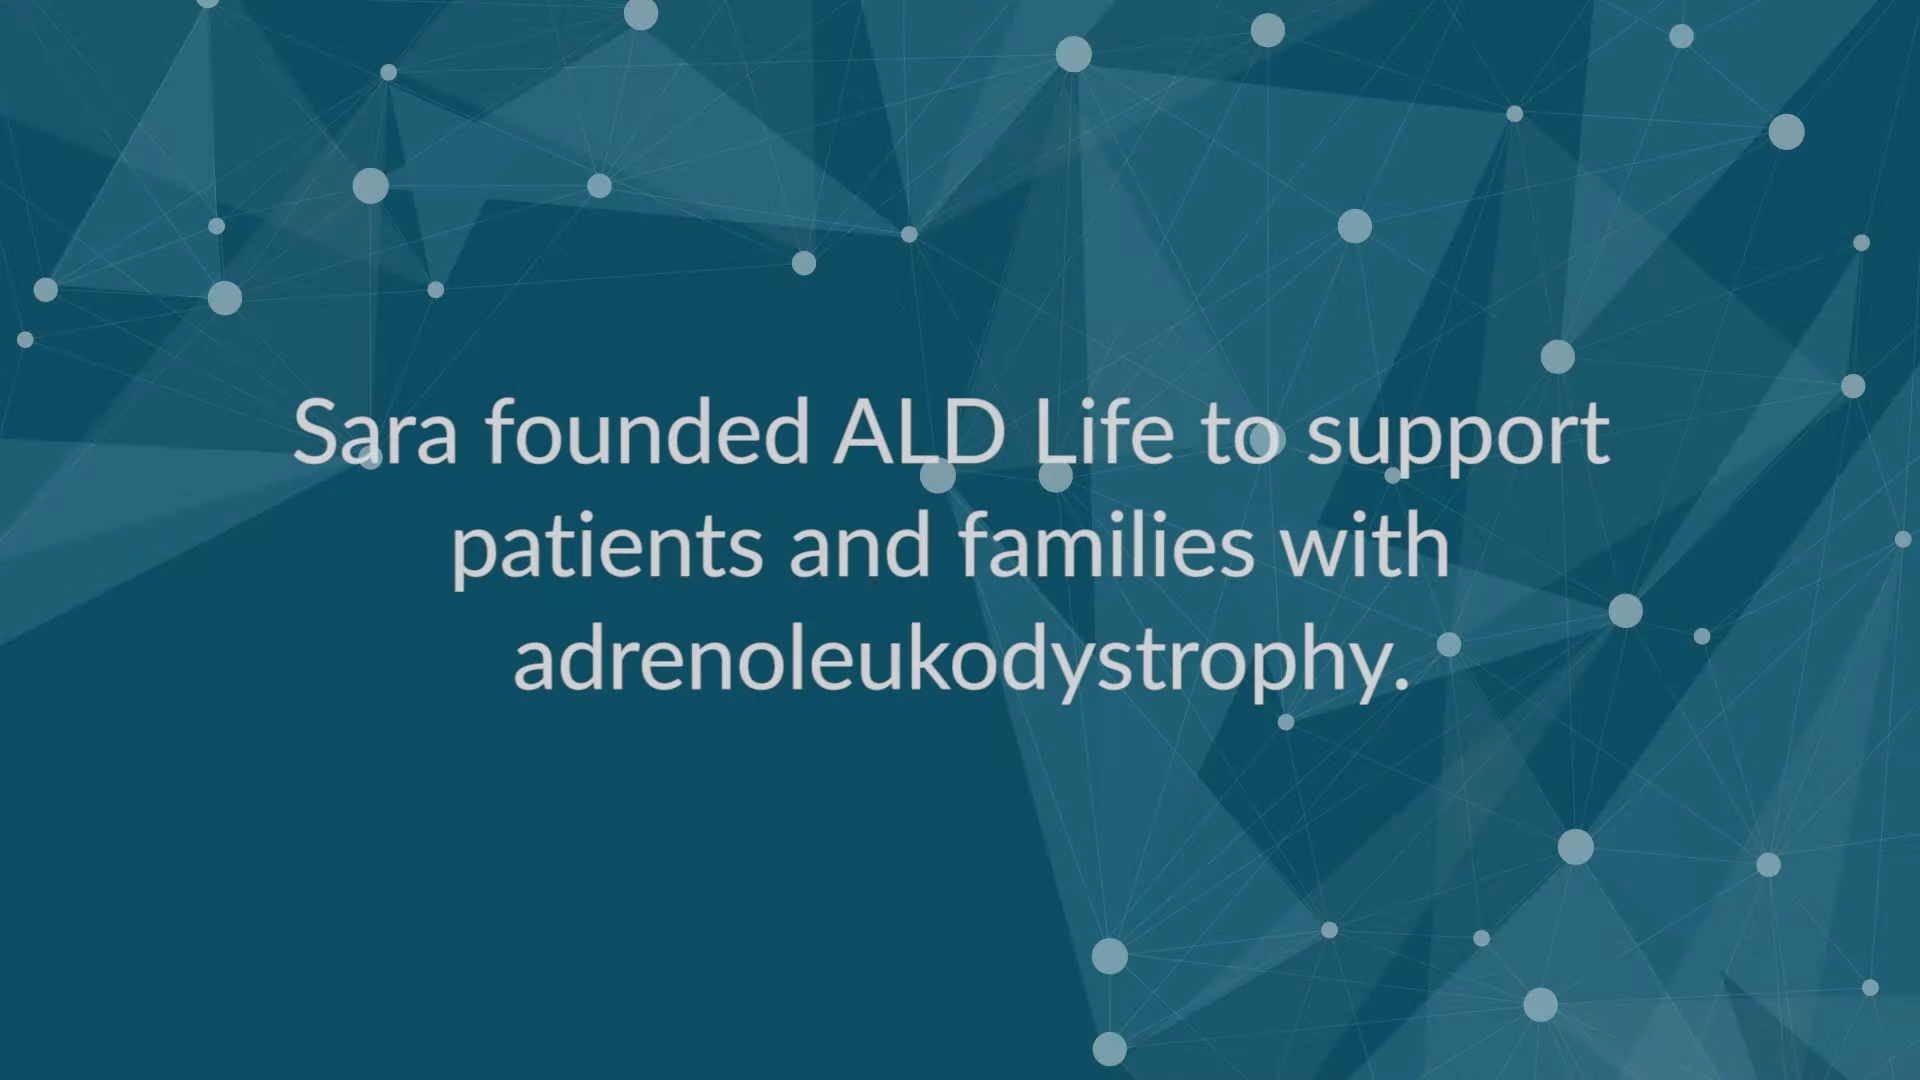 Sara founded ALD Life to support
patients and families with
adrenoleukodystrophy.